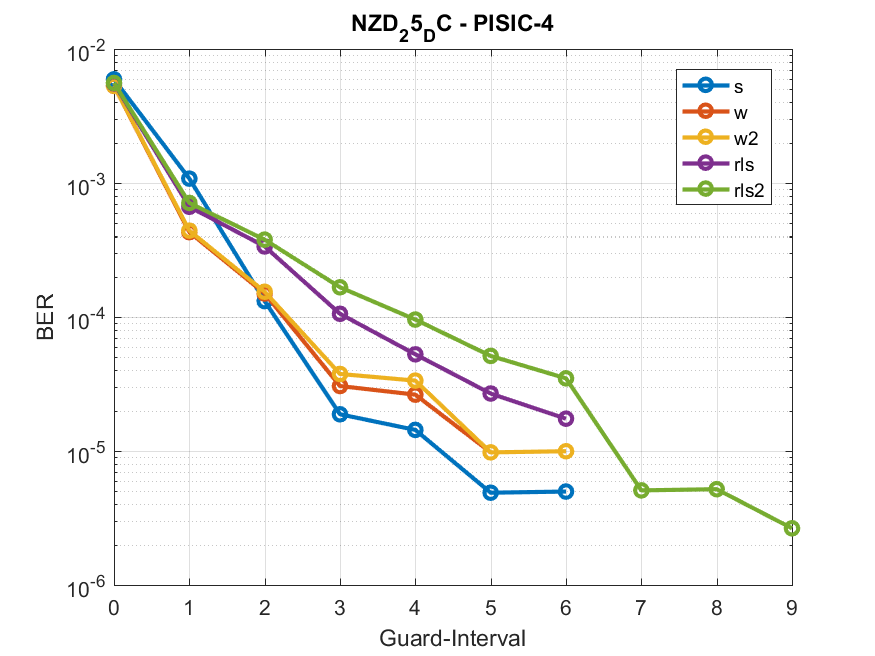 NZD₂5_DC - PISIC-4
s
w
w2
rls
rls2
10⁻²
10⁻³
10⁻⁴
10⁻⁵
10⁻⁶
BER
0 1 2 3 4 5 6 7 8 9
Guard-Interval